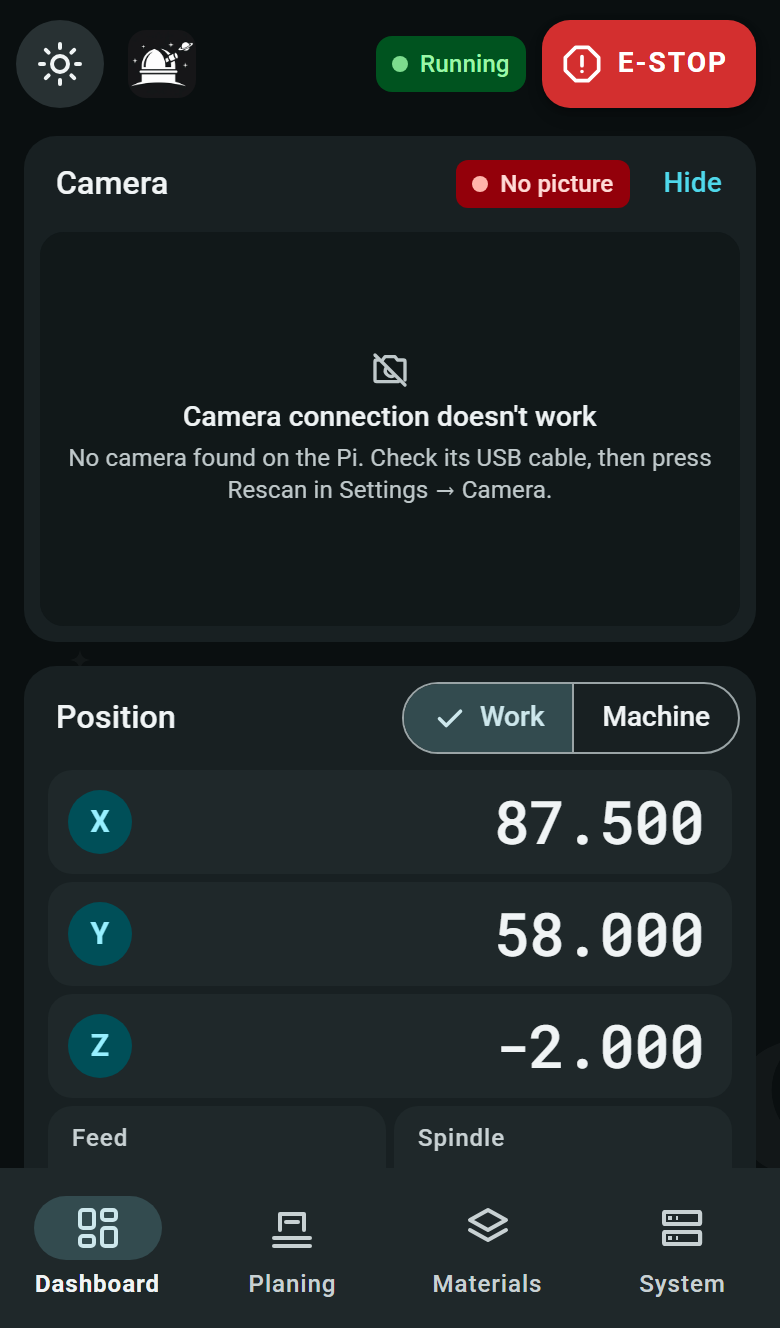 Running
E-STOP
Camera
No picture
Hide
Camera connection doesn't work
No camera found on the Pi. Check its USB cable, then press
Rescan in Settings → Camera.
Position
Work
Machine
X
87.500
Y
58.000
Z
-2.000
Feed
Spindle
Dashboard
Planing
Materials
System